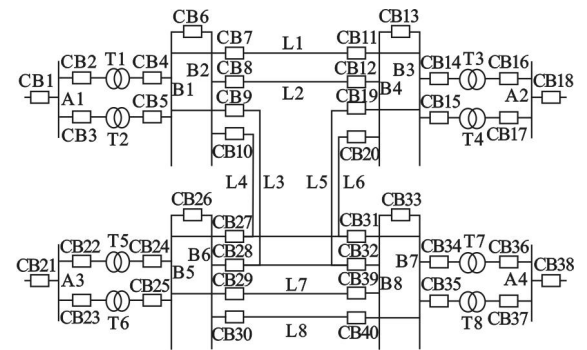 CB6 CB13
CB7 CB11
CB2 T1 CB4 L1 CB14 T3 CB16
CB1 B2 CB8 CB12 B3 CB18
A1 B1 L2 B4 A2
CB5 CB9 CB19 CB15
CB3 T2 CB10 CB20 T4 CB17
L4 L3 L5 L6
CB26 CB33
CB27 CB31
CB22 T5 CB24 B6 CB28 CB32 B7 CB34 T7 CB36
CB21 A3 B5 B8 A4 CB38
CB25 CB29 L7 CB39 CB35
CB23 T6 CB30 L8 CB40 T8 CB37